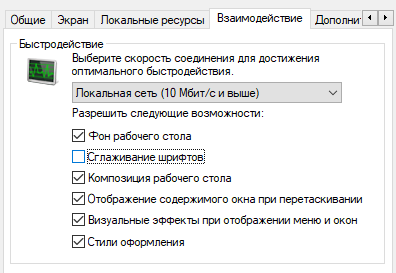 Общие Экран Локальные ресурсы Взаимодействие Дополнит
Быстродействие
Выберите скорость соединения для достижения
оптимального быстродействия.
Локальная сеть (10 Мбит/с и выше)
Разрешить следующие возможности:
Фон рабочего стола
Сглаживание шрифтов
Композиция рабочего стола
Отображение содержимого окна при перетаскивании
Визуальные эффекты при отображении меню и окон
Стили оформления